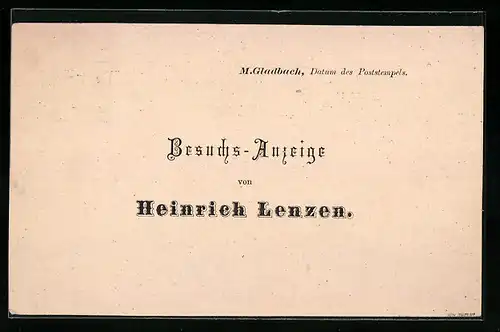 M.Gladbach, Datum des Poststempels.
Besuchs-Anzeige
von
Heinrich Lenzen.